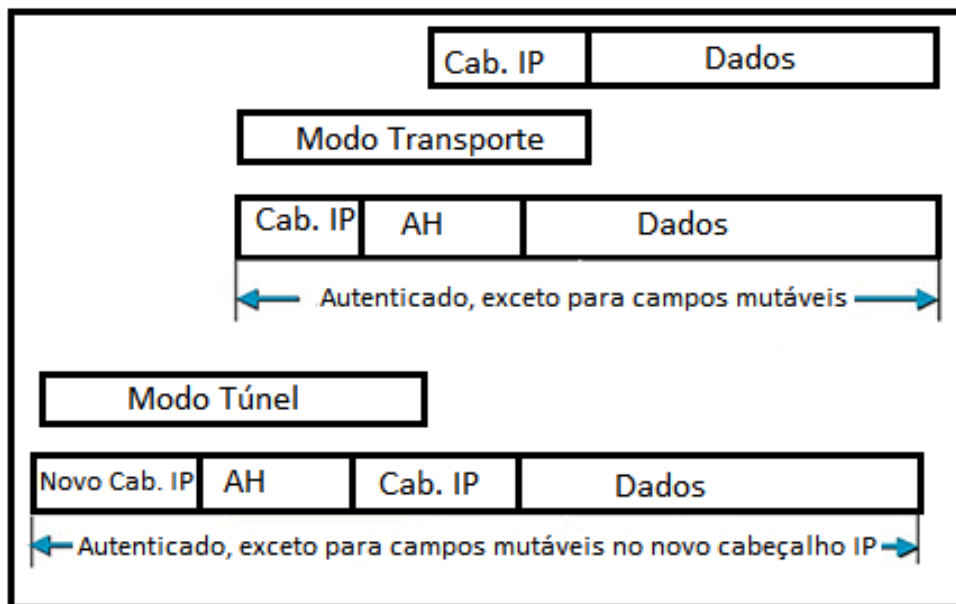 Cab. IP Dados
Modo Transporte
Cab. IP AH Dados
Autenticado, exceto para campos mutáveis
Modo Túnel
Novo Cab. IP AH Cab. IP Dados
Autenticado, exceto para campos mutáveis no novo cabeçalho IP